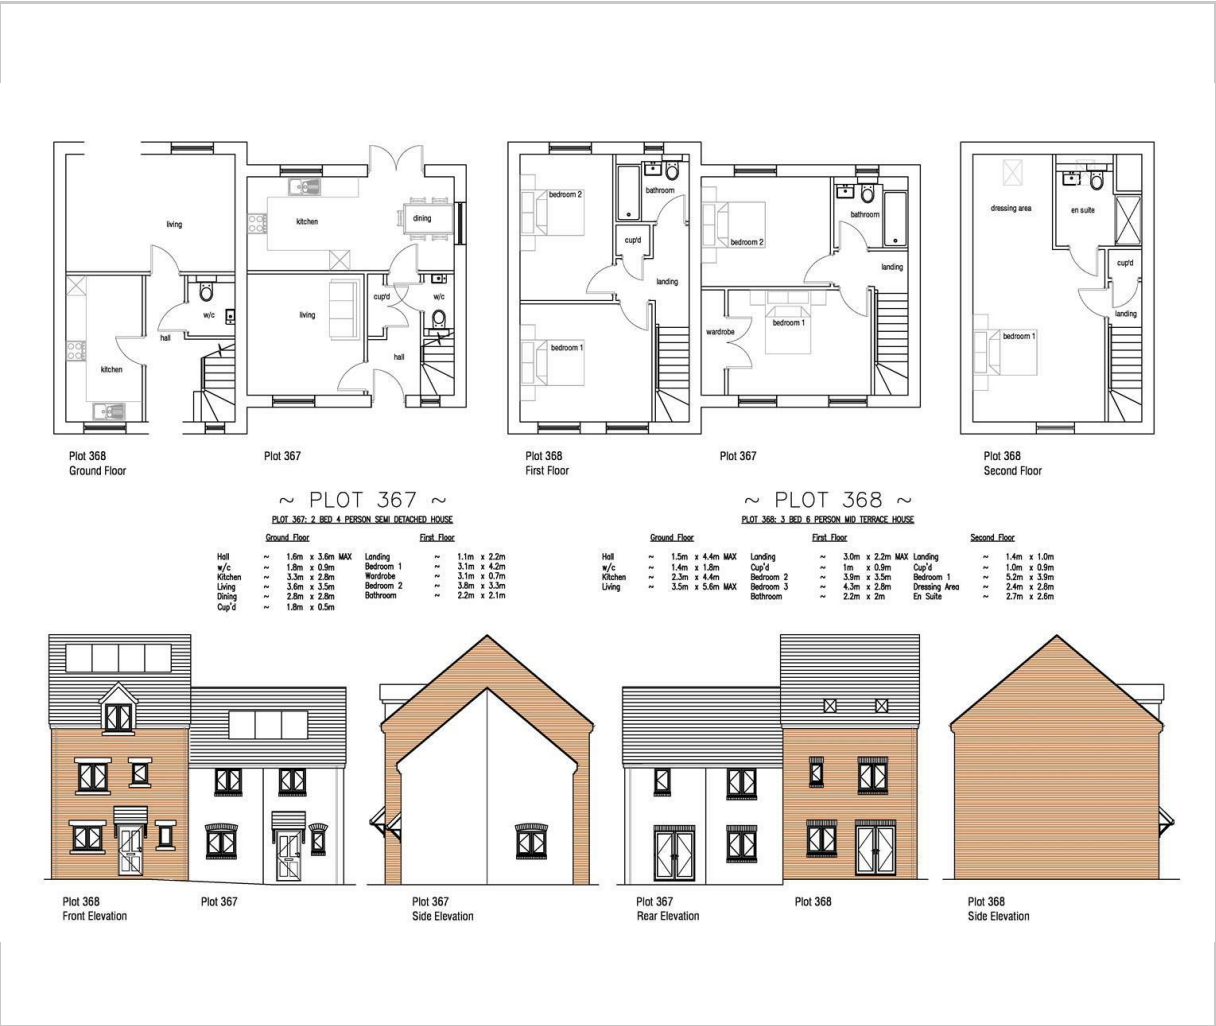 living
kitchen
hall
w/c
kitchen
dining
living
cup'd
w/c
hall
bedroom 2
bathroom
cup'd
landing
bedroom 1
bedroom 2
bathroom
landing
wardrobe
bedroom 1
dressing area
en suite
cup'd
landing
bedroom 1
Plot 368
Ground Floor
Plot 367
Plot 368
First Floor
Plot 367
Plot 368
Second Floor
~ PLOT 367 ~
PLOT 367: 2 BED 4 PERSON SEMI DETACHED HOUSE
Ground Floor
Hall ~ 1.6m x 3.6m MAX
w/c ~ 1.8m x 0.9m
Kitchen ~ 3.3m x 2.8m
Living ~ 3.6m x 3.5m
Dining ~ 2.8m x 2.8m
Cup'd ~ 1.8m x 0.5m
First Floor
Landing ~ 1.1m x 2.2m
Bedroom 1 ~ 3.1m x 4.2m
Wardrobe ~ 3.1m x 0.7m
Bedroom 2 ~ 3.8m x 3.3m
Bathroom ~ 2.2m x 2.1m
~ PLOT 368 ~
PLOT 368: 3 BED 6 PERSON MID TERRACE HOUSE
Ground Floor
Hall ~ 1.5m x 4.4m MAX
w/c ~ 1.4m x 1.8m
Kitchen ~ 2.3m x 4.4m
Living ~ 3.5m x 5.6m MAX
First Floor
Landing ~ 3.0m x 2.2m MAX
Cup'd ~ 1m x 0.9m
Bedroom 2 ~ 3.9m x 3.5m
Bedroom 3 ~ 4.3m x 2.8m
Bathroom ~ 2.2m x 2m
Second Floor
Landing ~ 1.4m x 1.0m
Cup'd ~ 1.0m x 0.9m
Bedroom 1 ~ 5.2m x 3.9m
Dressing Area ~ 2.4m x 2.8m
En Suite ~ 2.7m x 2.6m
Plot 368
Front Elevation
Plot 367
Plot 367
Side Elevation
Plot 367
Rear Elevation
Plot 368
Plot 368
Side Elevation